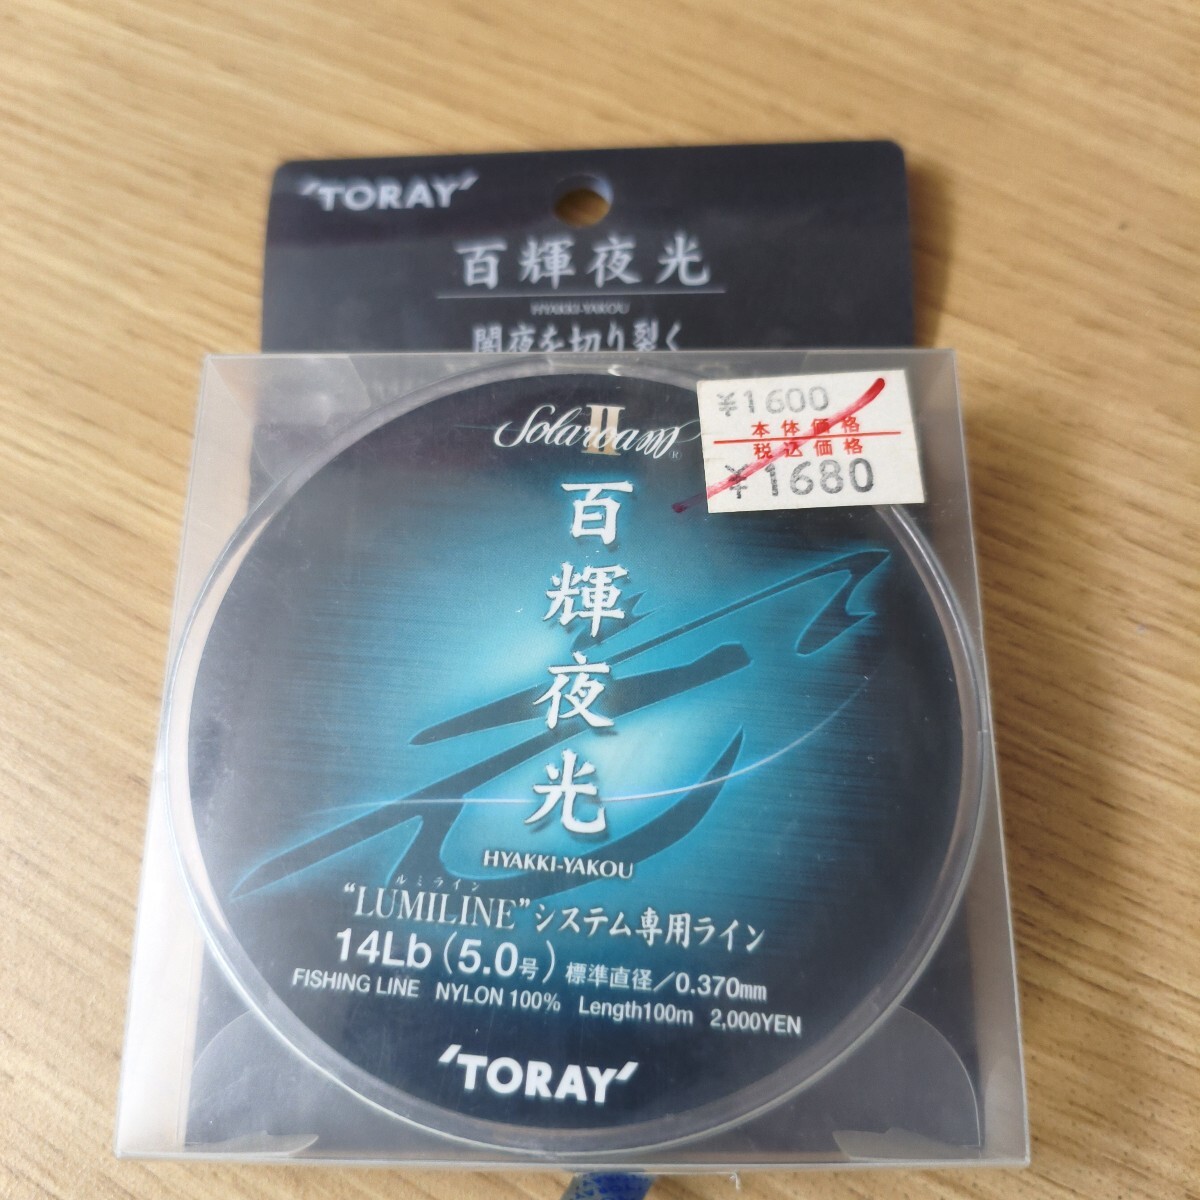 'TORAY'
百輝夜光
HYAKKI-YAKOU
闇夜を切り裂く
Solaroam II
¥1600
本体価格
税込価格
¥1680
百輝夜光
HYAKKI-YAKOU
ルミライン
“LUMILINE”システム専用ライン
14Lb(5.0号) 標準直径/0.370mm
FISHING LINE NYLON 100% Length100m 2,000YEN
'TORAY'